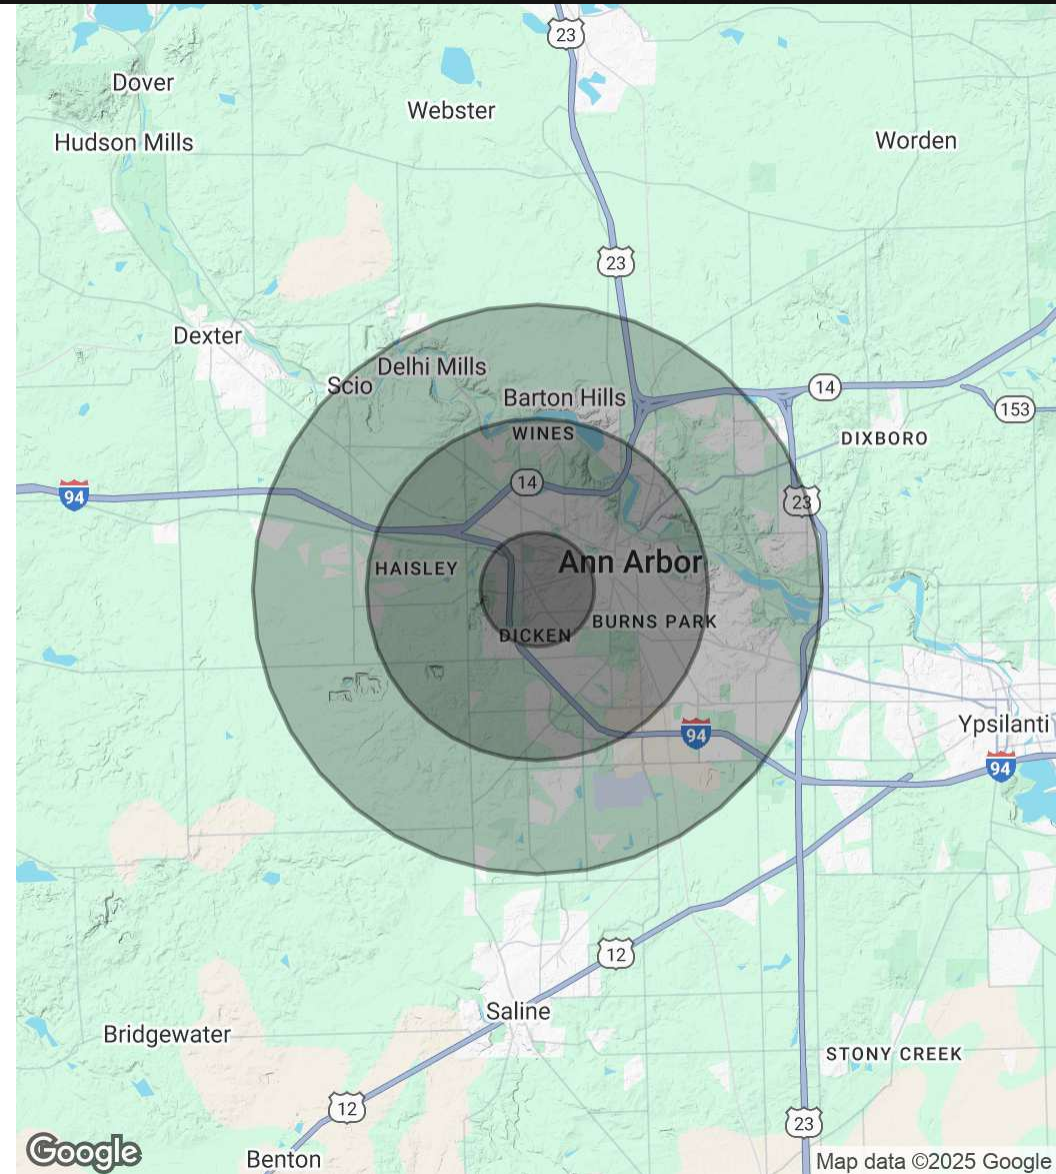 23
Dover
Webster
Hudson Mills
Worden
23
Dexter
Delhi Mills
Scio
14
Barton Hills
153
WINES
DIXBORO
14
94
23
Ann Arbor
HAISLEY
BURNS PARK
DICKEN
Ypsilanti
94
94
12
Saline
Bridgewater
STONY CREEK
12
23
Google
Benton
Map data ©2025 Google